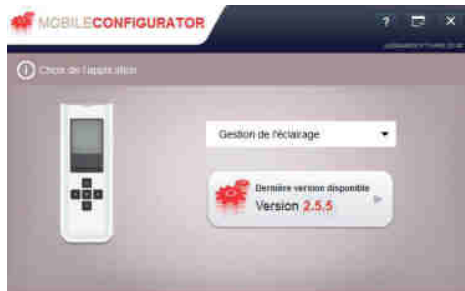 MOBILECONFIGURATOR
?
Choix de l'application
Gestion de l'éclairage
Dernière version disponible
Version 2.5.5